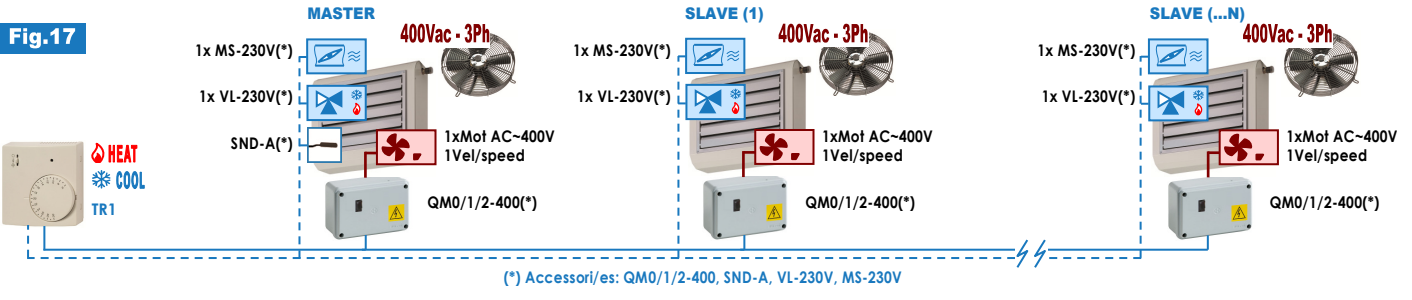 Fig.17
MASTER
400Vac - 3Ph
1x MS-230V(*)
1x VL-230V(*)
SND-A(*)
1xMot AC~400V
1Vel/speed
QM0/1/2-400(*)
HEAT
COOL
TR1
SLAVE (1)
400Vac - 3Ph
1x MS-230V(*)
1x VL-230V(*)
1xMot AC~400V
1Vel/speed
QM0/1/2-400(*)
SLAVE (...N)
400Vac - 3Ph
1x MS-230V(*)
1x VL-230V(*)
1xMot AC~400V
1Vel/speed
QM0/1/2-400(*)
(*) Accessori/es: QM0/1/2-400, SND-A, VL-230V, MS-230V